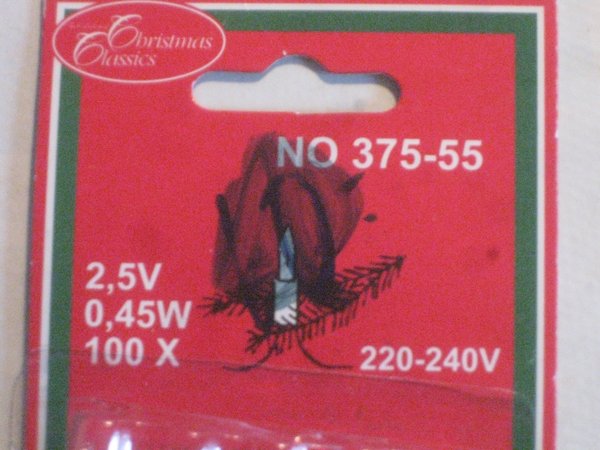 Christmas
Classics
NO 375-55
2,5V
0,45W
100 X
220-240V